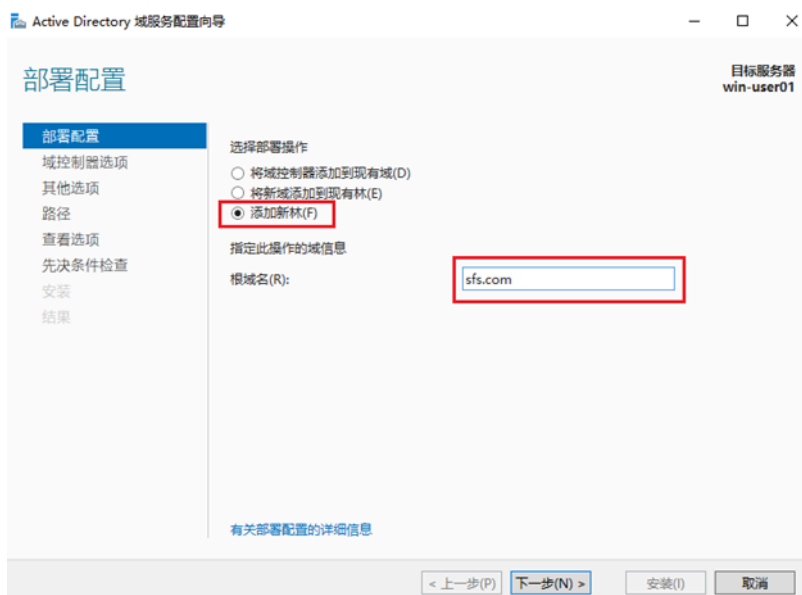 Active Directory 域服务配置向导
部署配置
目标服务器
win-user01
部署配置
域控制器选项
其他选项
路径
查看选项
先决条件检查
安装
结果
选择部署操作
将域控制器添加到现有域(D)
将新域添加到现有林(E)
添加新林(F)
指定此操作的域信息
根域名(R):
sfs.com
有关部署配置的详细信息
< 上一步(P)
下一步(N) >
安装(I)
取消